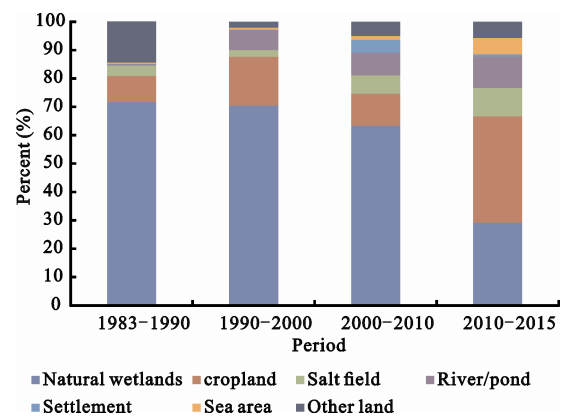 100
90
80
70
60
50
40
30
20
10
0
Percent (%)
1983-1990 1990-2000 2000-2010 2010-2015
Period
Natural wetlands cropland Salt field River/pond
Settlement Sea area Other land